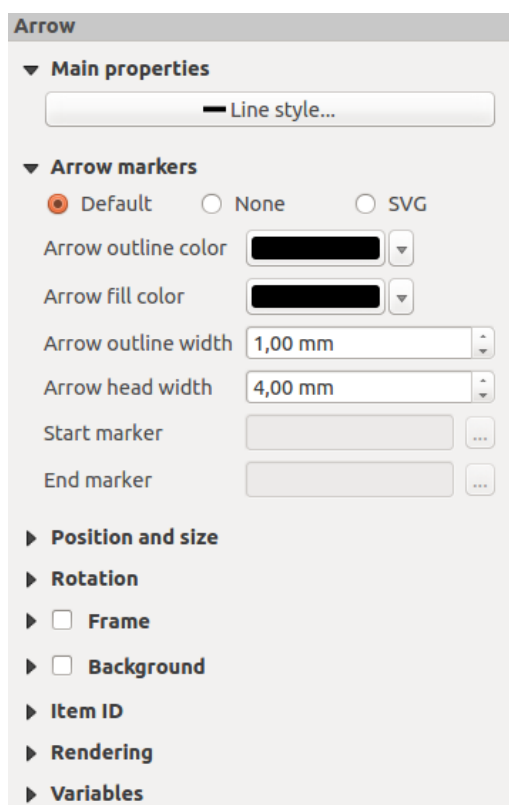 Arrow
Main properties
Line style...
Arrow markers
Default None SVG
Arrow outline color
Arrow fill color
Arrow outline width 1,00 mm
Arrow head width 4,00 mm
Start marker ...
End marker ...
Position and size
Rotation
Frame
Background
Item ID
Rendering
Variables